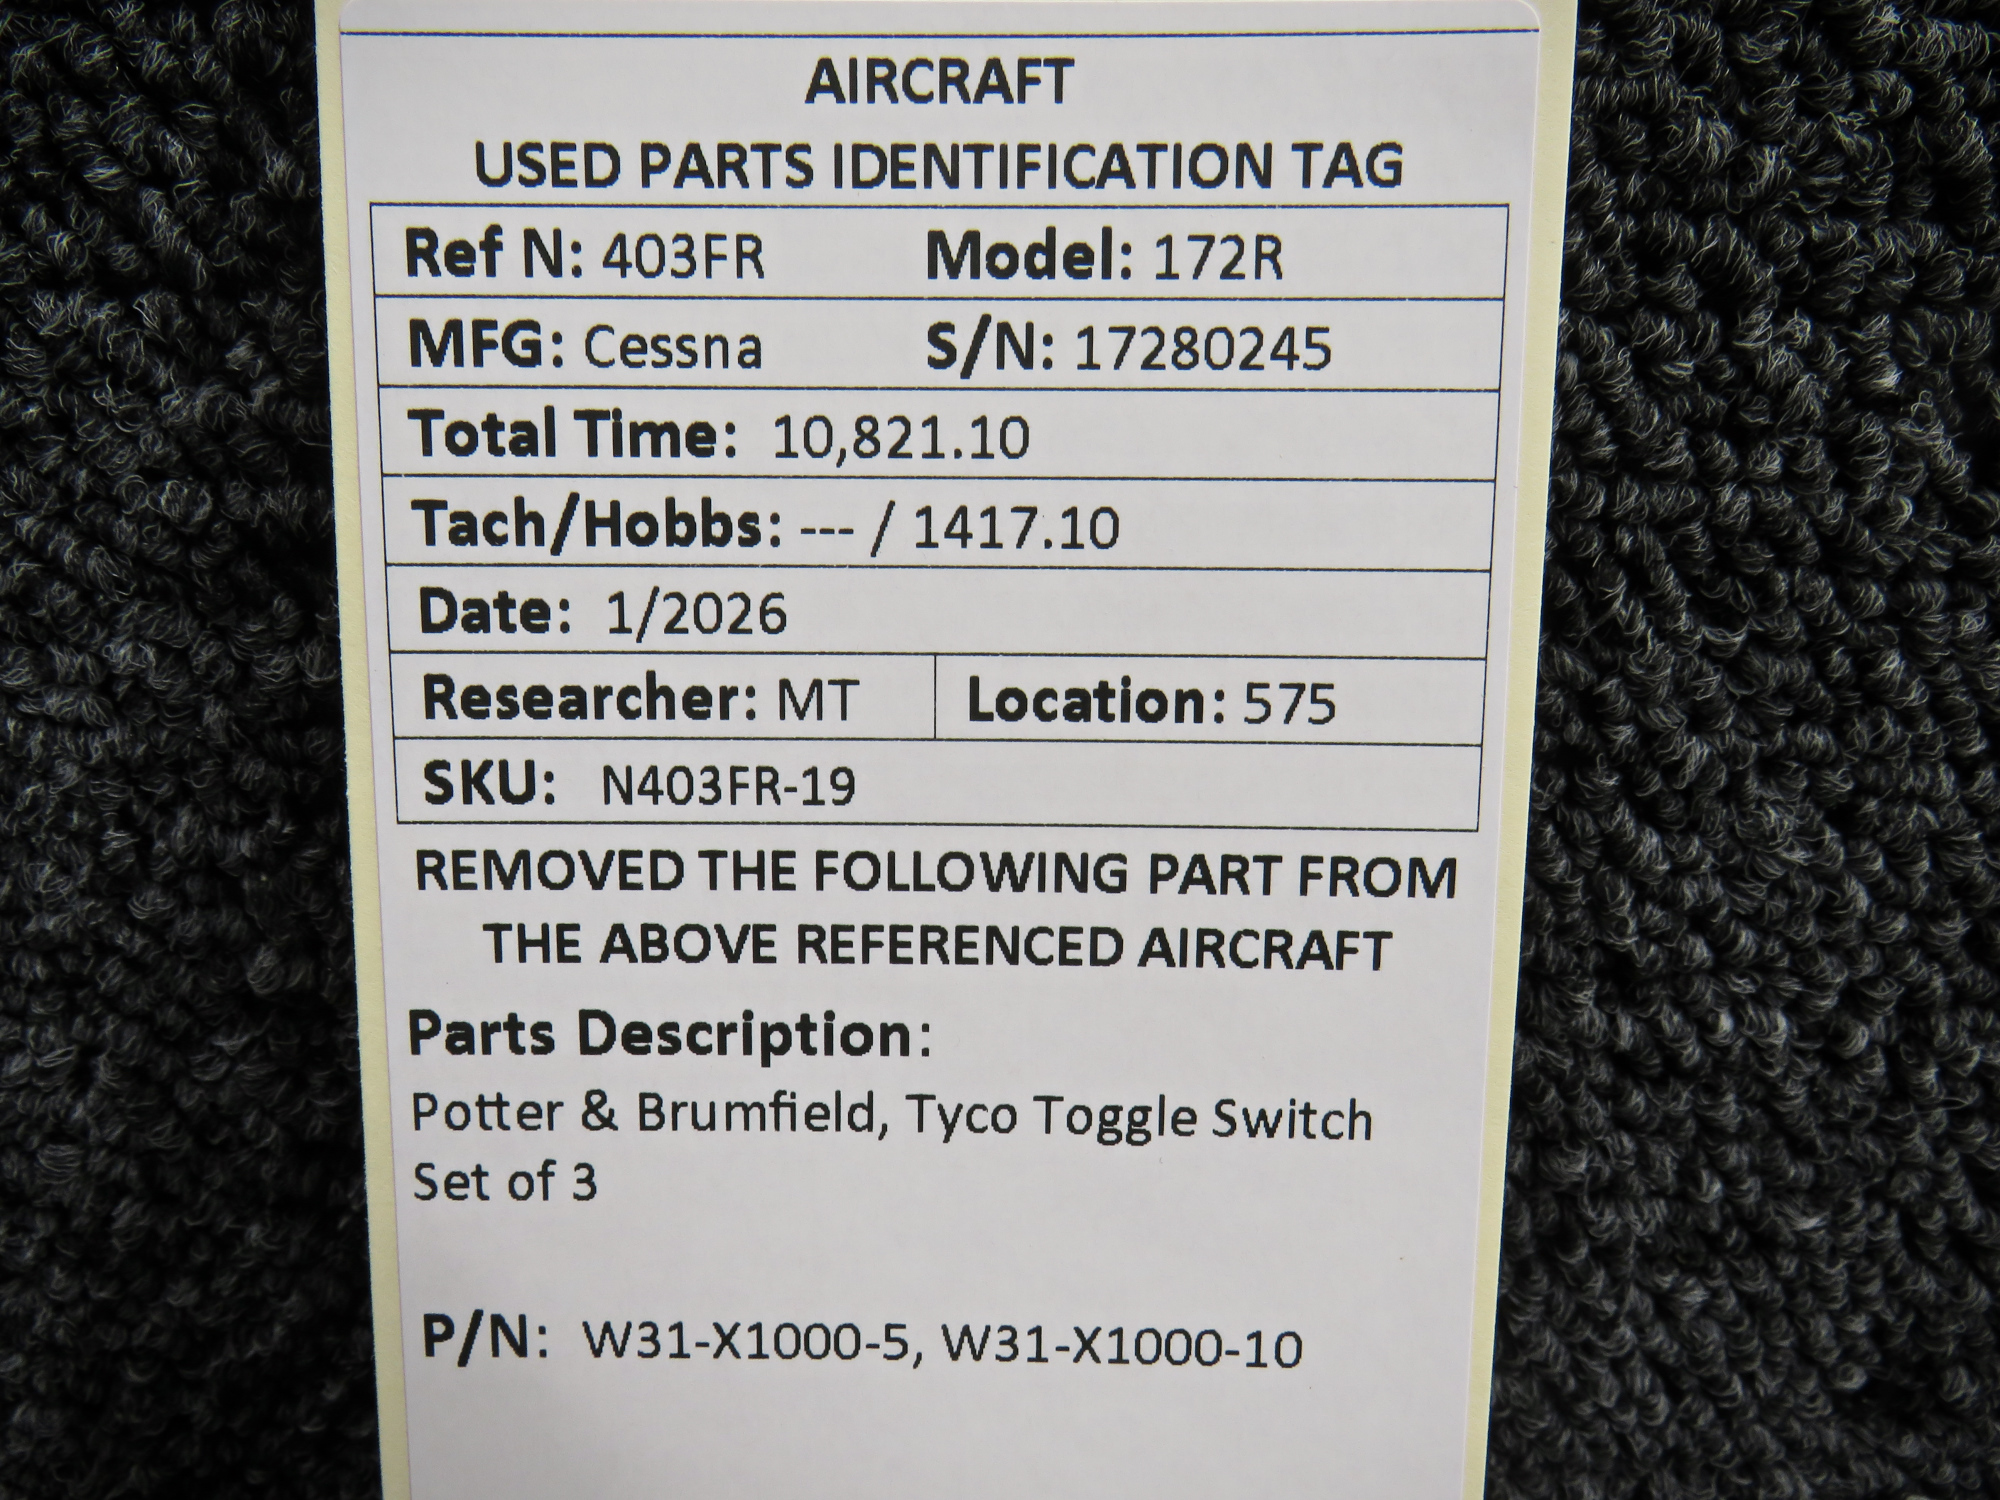 AIRCRAFT
USED PARTS IDENTIFICATION TAG
Ref N: 403FR Model: 172R
MFG: Cessna S/N: 17280245
Total Time: 10,821.10
Tach/Hobbs: --- / 1417.10
Date: 1/2026
Researcher: MT Location: 575
SKU: N403FR-19
REMOVED THE FOLLOWING PART FROM
THE ABOVE REFERENCED AIRCRAFT
Parts Description:
Potter & Brumfield, Tyco Toggle Switch
Set of 3
P/N: W31-X1000-5, W31-X1000-10